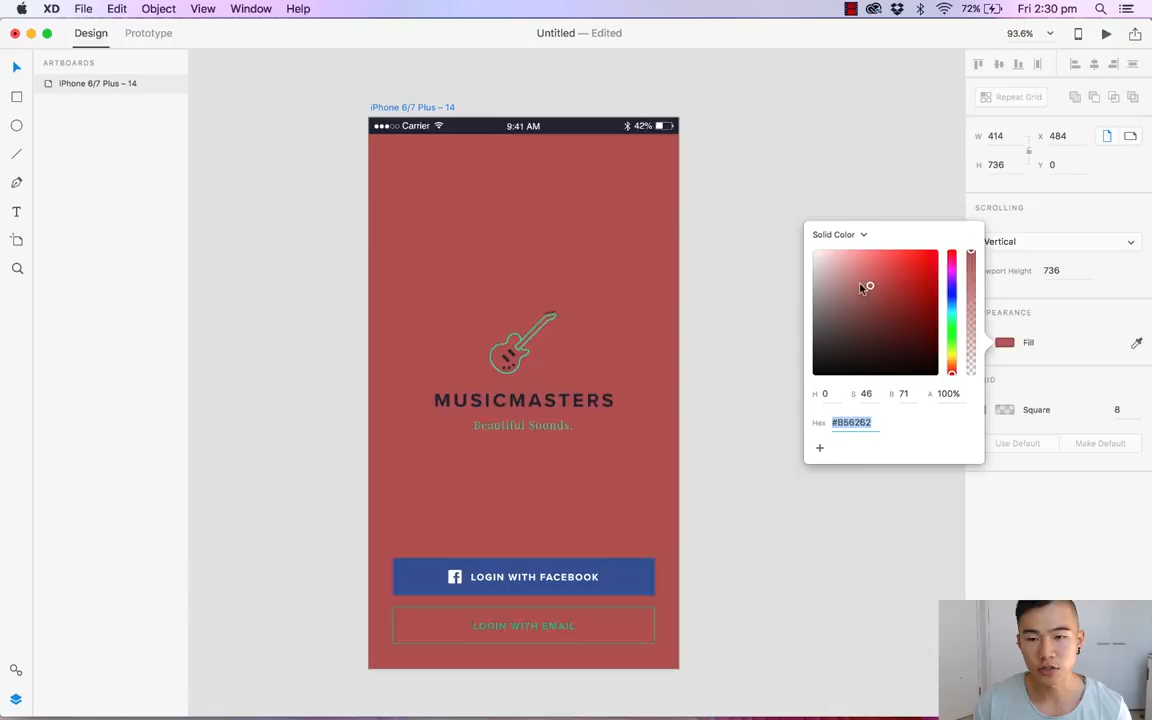 XD File Edit Object View Window Help
72% Fri 2:30 pm
Design Prototype
Untitled — Edited
93.6%
ARTBOARDS
iPhone 6/7 Plus – 14
iPhone 6/7 Plus – 14
Carrier 9:41 AM 42%
MUSICMASTERS
Beautiful Sounds.
LOGIN WITH FACEBOOK
LOGIN WITH EMAIL
Solid Color
H 0 S 46 B 71 A 100%
Hex #B56262
Repeat Grid
W 414 X 484
H 736 Y 0
SCROLLING
Vertical
wport Height 736
PEARANCE
Fill
RID
Square 8
Use Default Make Default